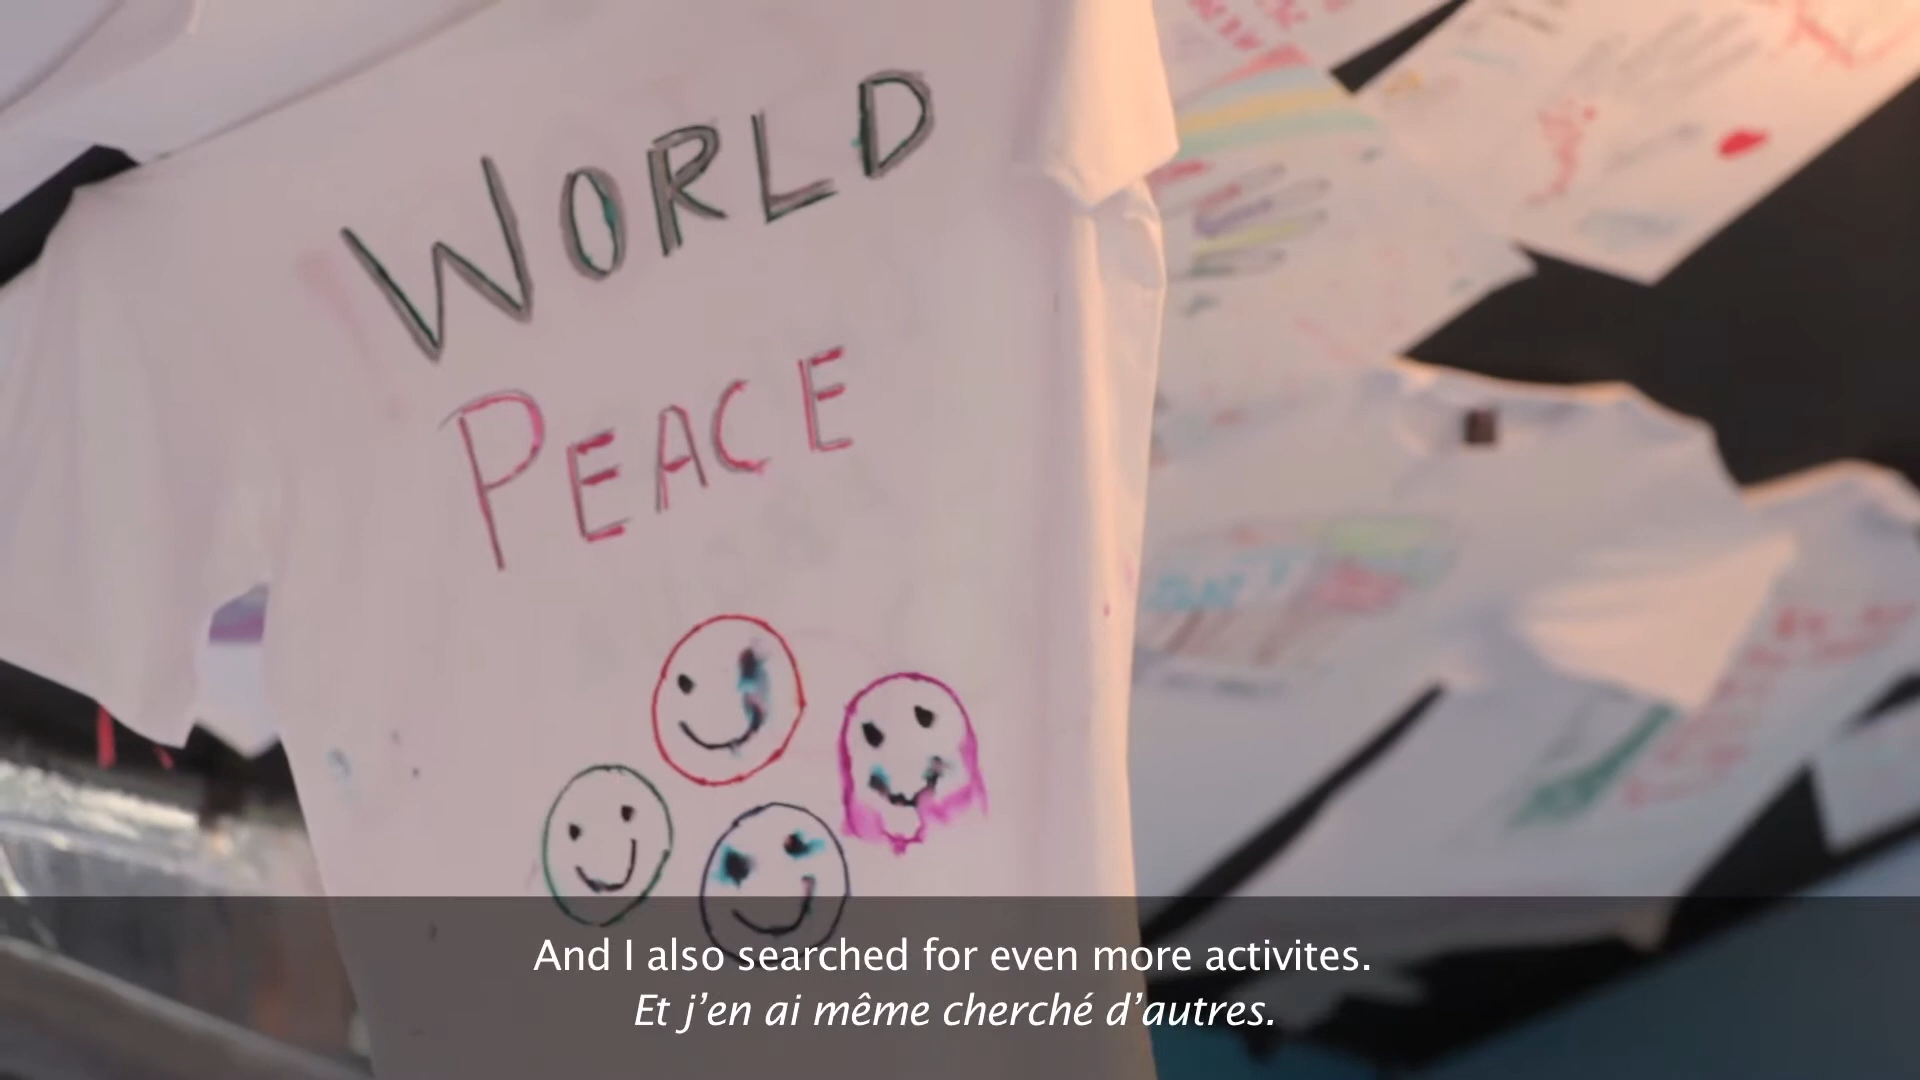 WORLD
PEACE
And I also searched for even more activites.
Et j'en ai même cherché d'autres.